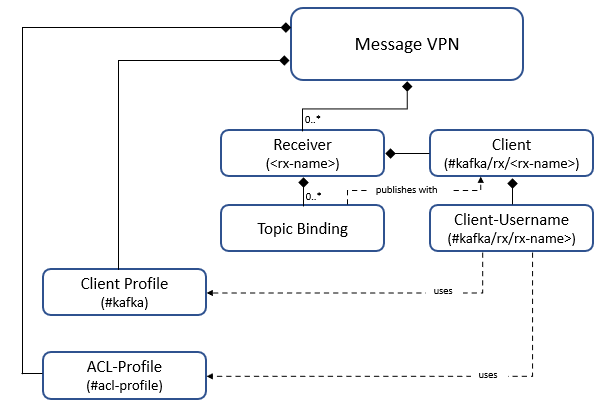 Message VPN
0..*
Receiver
(<rx-name>)
Client
(#kafka/rx/<rx-name>)
0..*
publishes with
Topic Binding
Client-Username
(#kafka/rx/rx-name>)
Client Profile
(#kafka)
uses
ACL-Profile
(#acl-profile)
uses